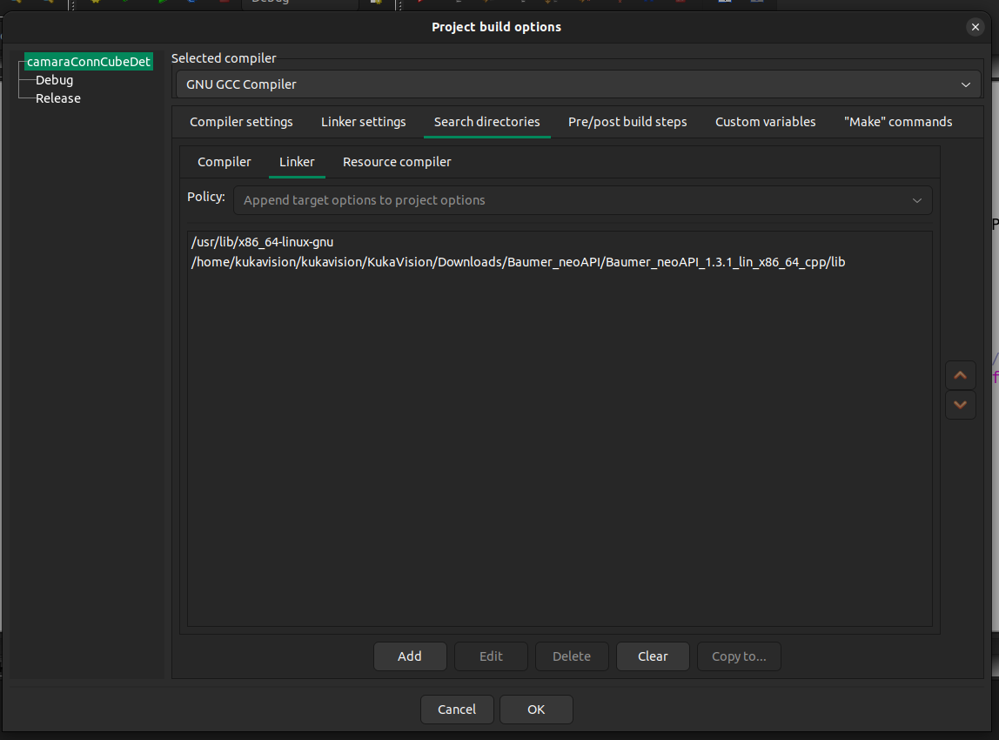 Debug
Project build options
camaraConnCubeDet
Debug
Release
Selected compiler
GNU GCC Compiler
Compiler settings Linker settings Search directories Pre/post build steps Custom variables "Make" commands
Compiler Linker Resource compiler
Policy: Append target options to project options
/usr/lib/x86_64-linux-gnu
/home/kukavision/kukavision/KukaVision/Downloads/Baumer_neoAPI/Baumer_neoAPI_1.3.1_lin_x86_64_cpp/lib
Add Edit Delete Clear Copy to...
Cancel OK